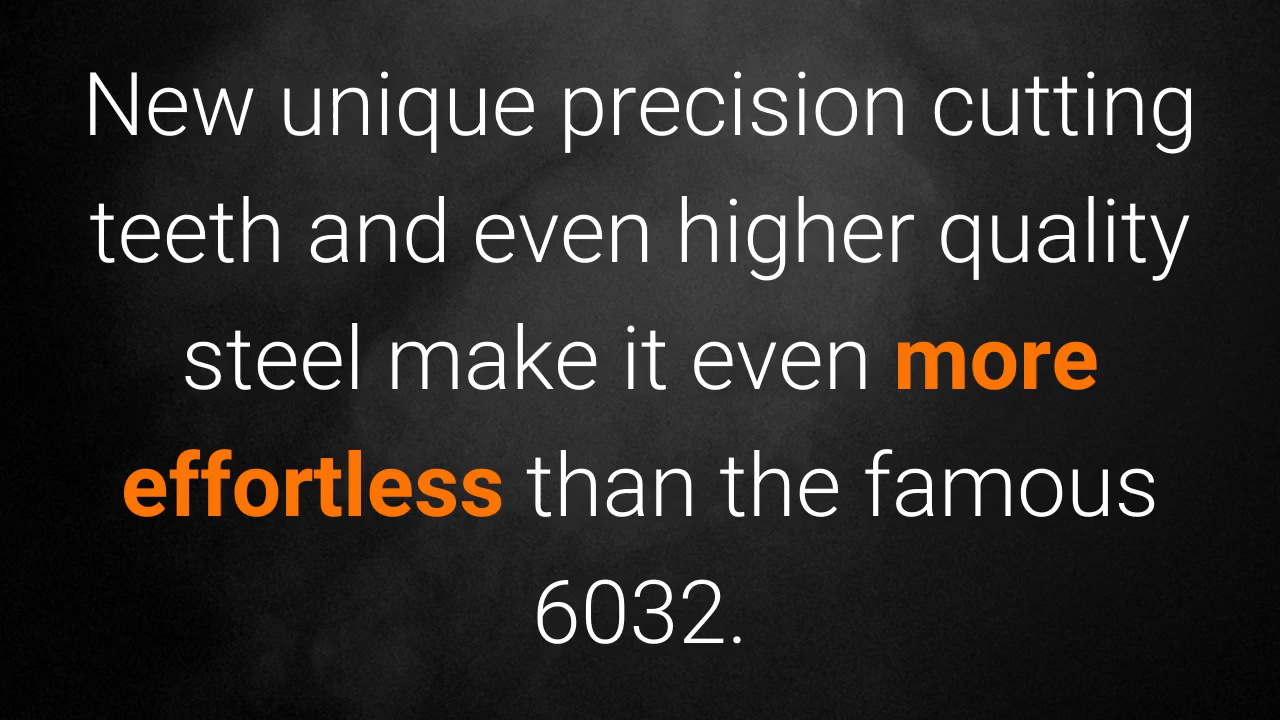 New unique precision cutting
teeth and even higher quality
steel make it even more
effortless than the famous
6032.